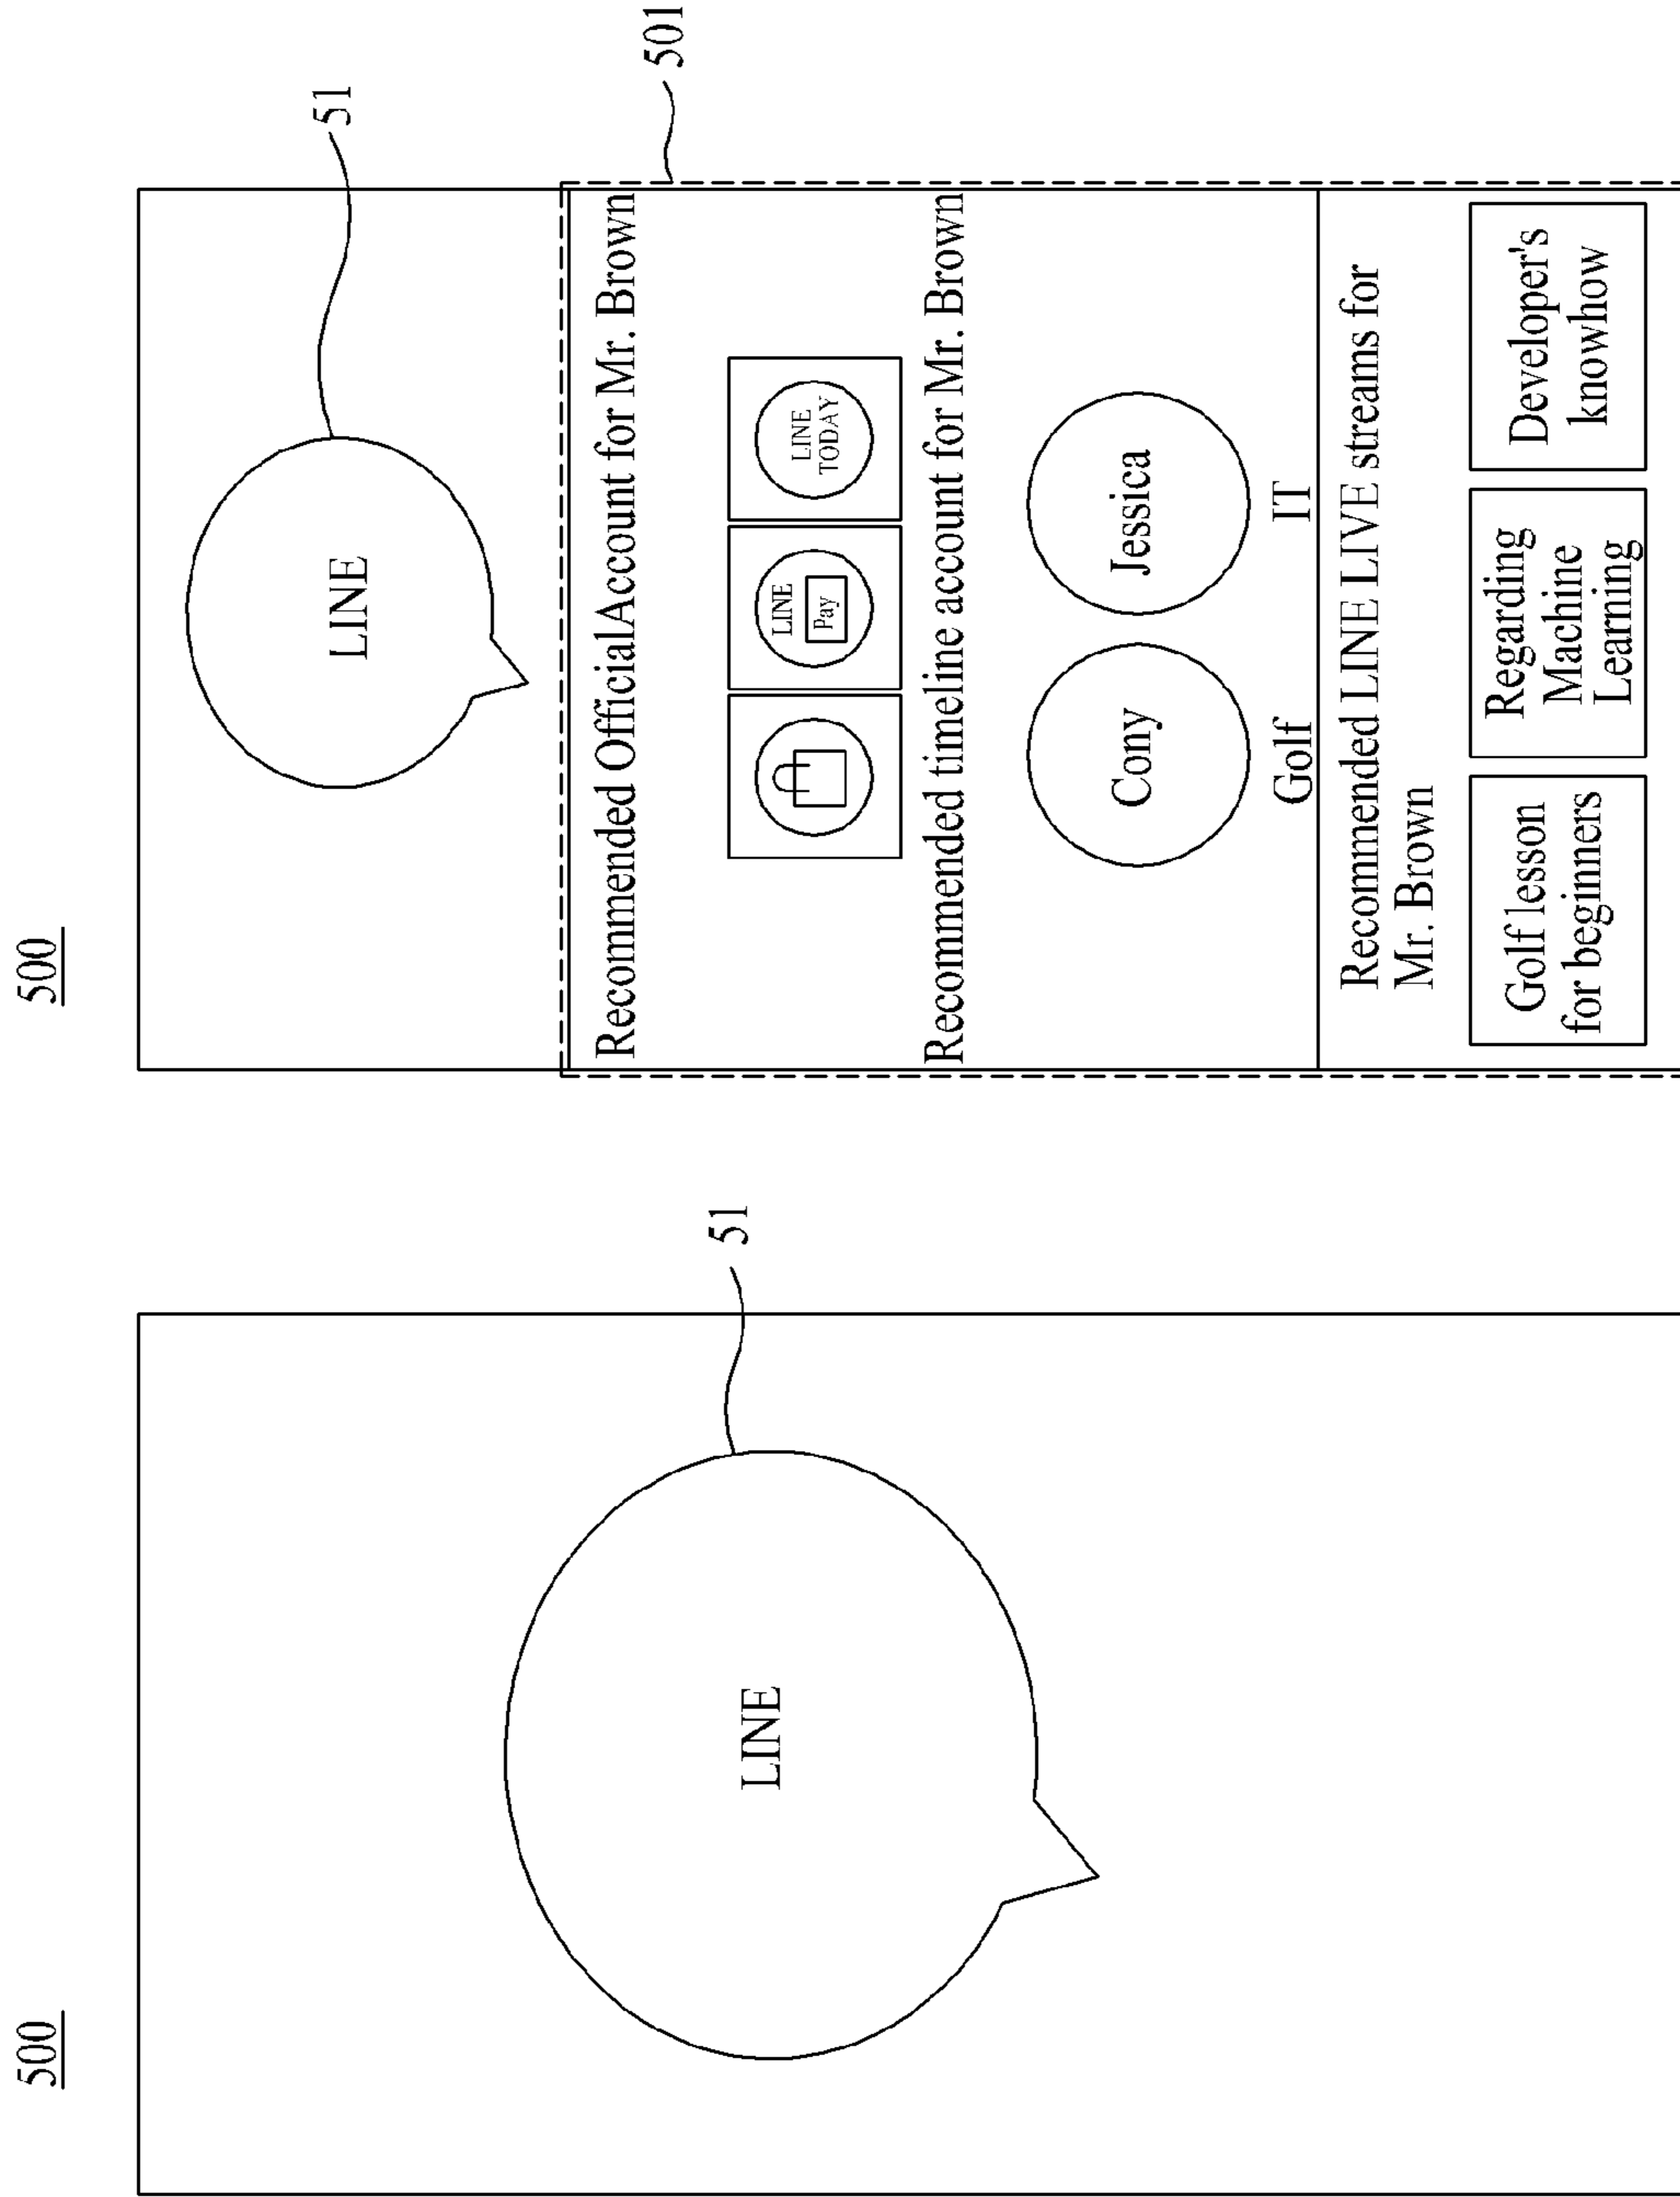 500
51
LINE
500
51
LINE
501
Recommended OfficialAccount for Mr. Brown
LINE
Pay
LINE
TODAY
Recommended timeline account for Mr. Brown
Cony
Jessica
Golf
IT
Recommended LINE LIVE streams for
Mr. Brown
Golf lesson
for beginners
Regarding
Machine
Learning
Developer's
knowhow